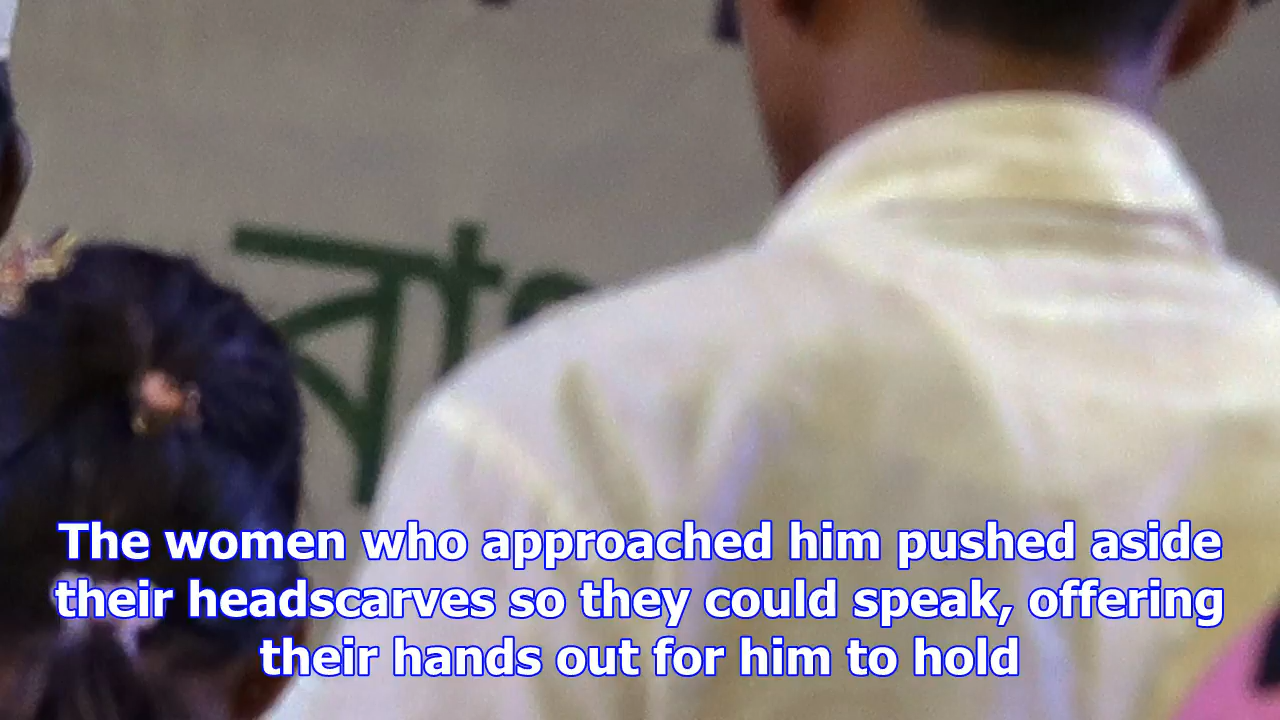 The women who approached him pushed aside
their headscarves so they could speak, offering
their hands out for him to hold